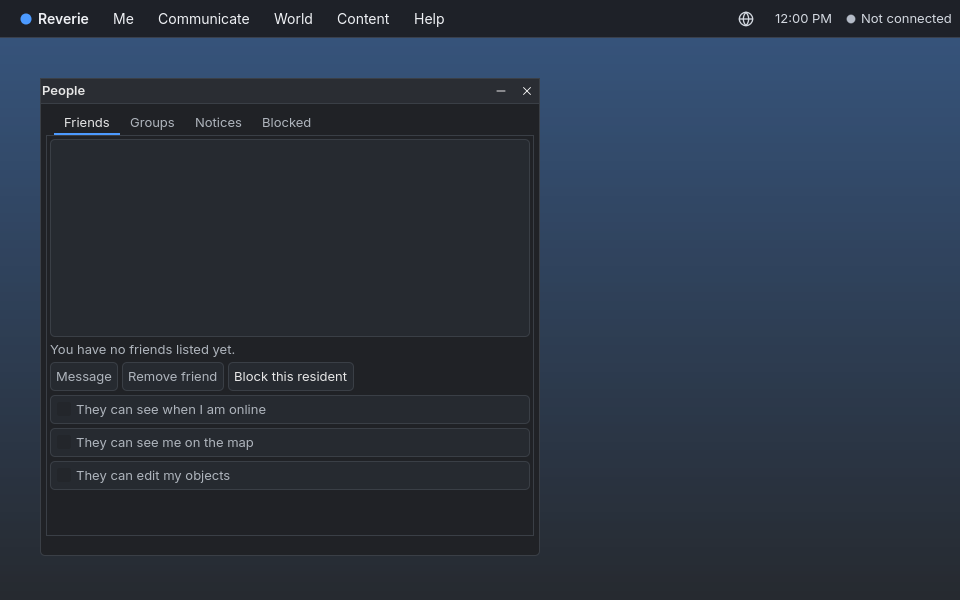 Reverie Me Communicate World Content Help 12:00 PM Not connected
People
Friends Groups Notices Blocked
You have no friends listed yet.
Message Remove friend Block this resident
They can see when I am online
They can see me on the map
They can edit my objects